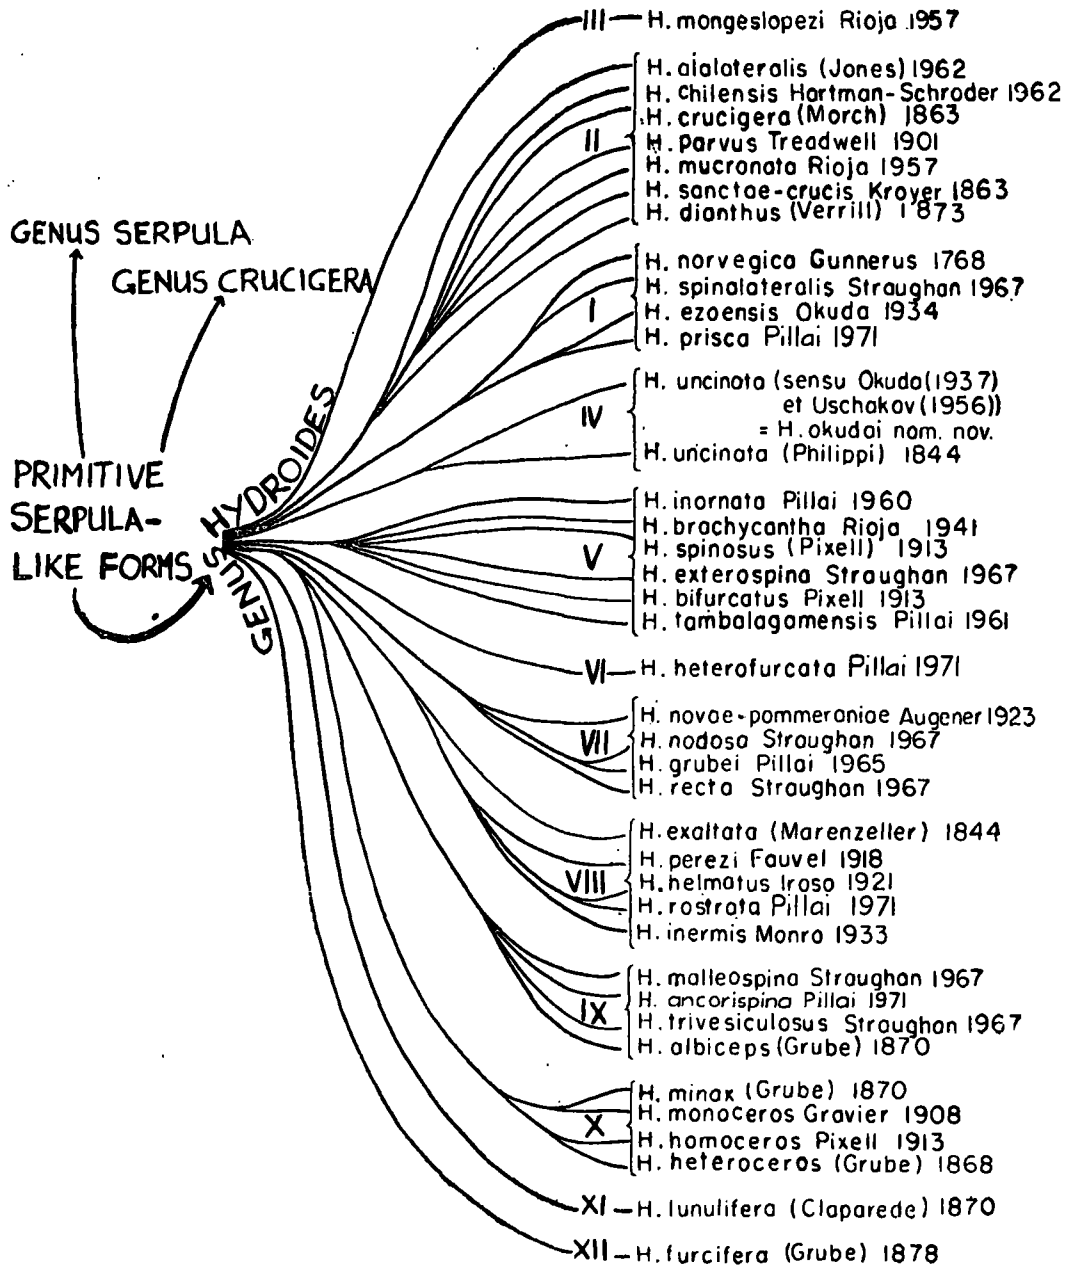 GENUS SERPULA
GENUS CRUCIGERA
PRIMITIVE
SERPULA-
LIKE FORMS
GENUS HYDROIDES
III — H. mongeslopezi Rioja 1957
II
H. aialateralis (Jones) 1962
H. chilensis Hartman-Schroder 1962
H. crucigera (Morch) 1863
H. parvus Treadwell 1901
H. mucronata Rioja 1957
H. sanctae-crucis Kroyer 1863
H. dianthus (Verrill) 1873
I
H. norvegica Gunnerus 1768
H. spinalateralis Straughan 1967
H. ezoensis Okuda 1934
H. prisca Pillai 1971
IV
H. uncinata (sensu Okuda(1937)
et Uschakov (1956))
= H. okudai nom. nov.
H. uncinata (Philippi) 1844
V
H. inornata Pillai 1960
H. brachycantha Rioja 1941
H. spinosus (Pixell) 1913
H. exterospina Straughan 1967
H. bifurcatus Pixell 1913
H. tambalagamensis Pillai 1961
VI — H. heterofurcata Pillai 1971
VII
H. novae-pommeraniae Augener 1923
H. nodosa Straughan 1967
H. grubei Pillai 1965
H. recta Straughan 1967
VIII
H. exaltata (Marenzeller) 1844
H. perezi Fauvel 1918
H. helmatus Iroso 1921
H. rostrata Pillai 1971
H. inermis Monro 1933
IX
H. malleospina Straughan 1967
H. ancorispina Pillai 1971
H. trivesiculosus Straughan 1967
H. albiceps (Grube) 1870
X
H. minax (Grube) 1870
H. monoceros Gravier 1908
H. homoceros Pixell 1913
H. heteroceros (Grube) 1868
XI — H. lunulifera (Claparede) 1870
XII — H. furcifera (Grube) 1878